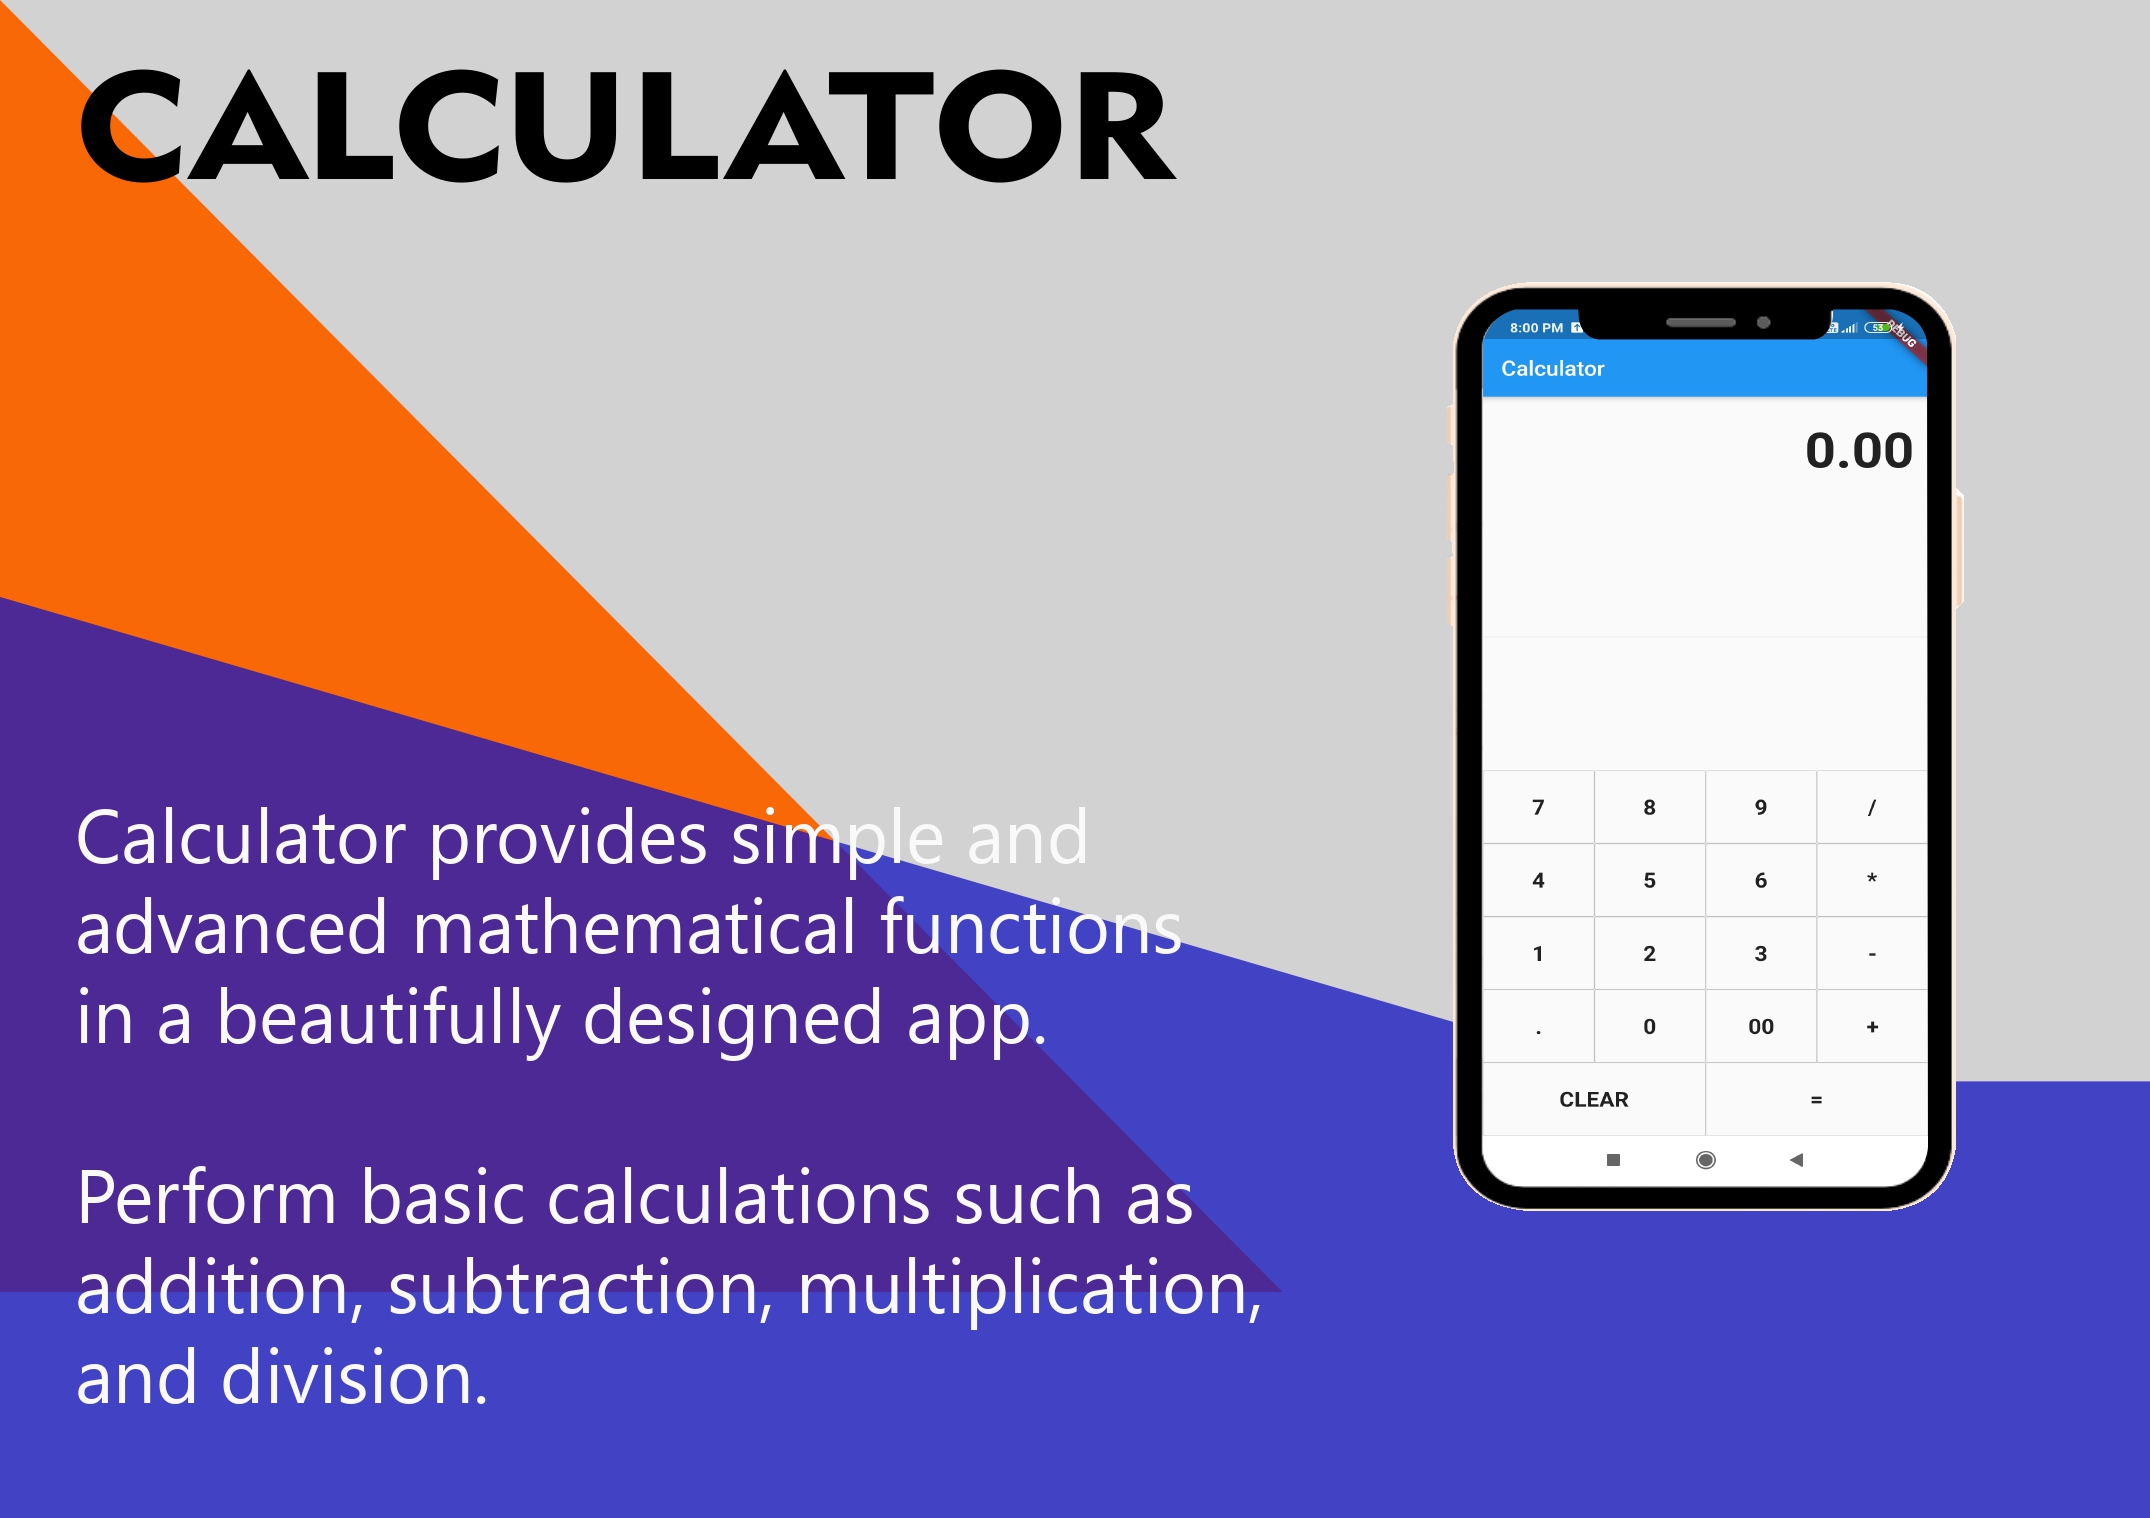 CALCULATOR
Calculator provides simple and
advanced mathematical functions
in a beautifully designed app.
Perform basic calculations such as
addition, subtraction, multiplication,
and division.
8:00 PM
53
DEBUG
Calculator
0.00
7 8 9 /
4 5 6 *
1 2 3 -
. 0 00 +
CLEAR =